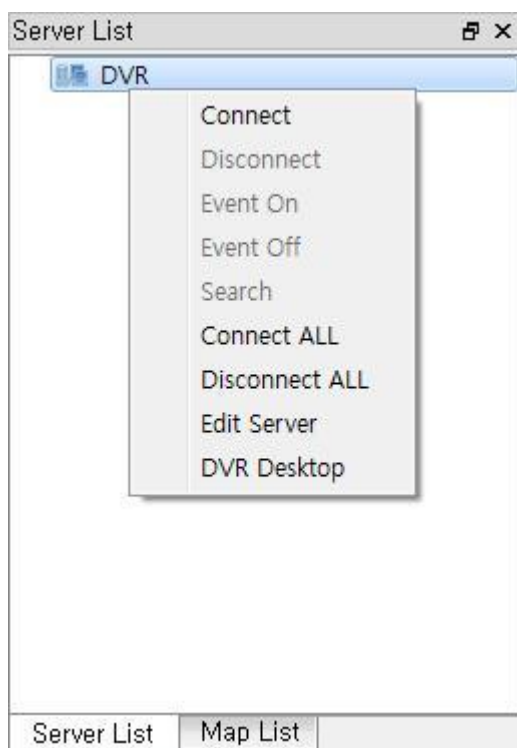 Server List
DVR
Connect
Disconnect
Event On
Event Off
Search
Connect ALL
Disconnect ALL
Edit Server
DVR Desktop
Server List Map List